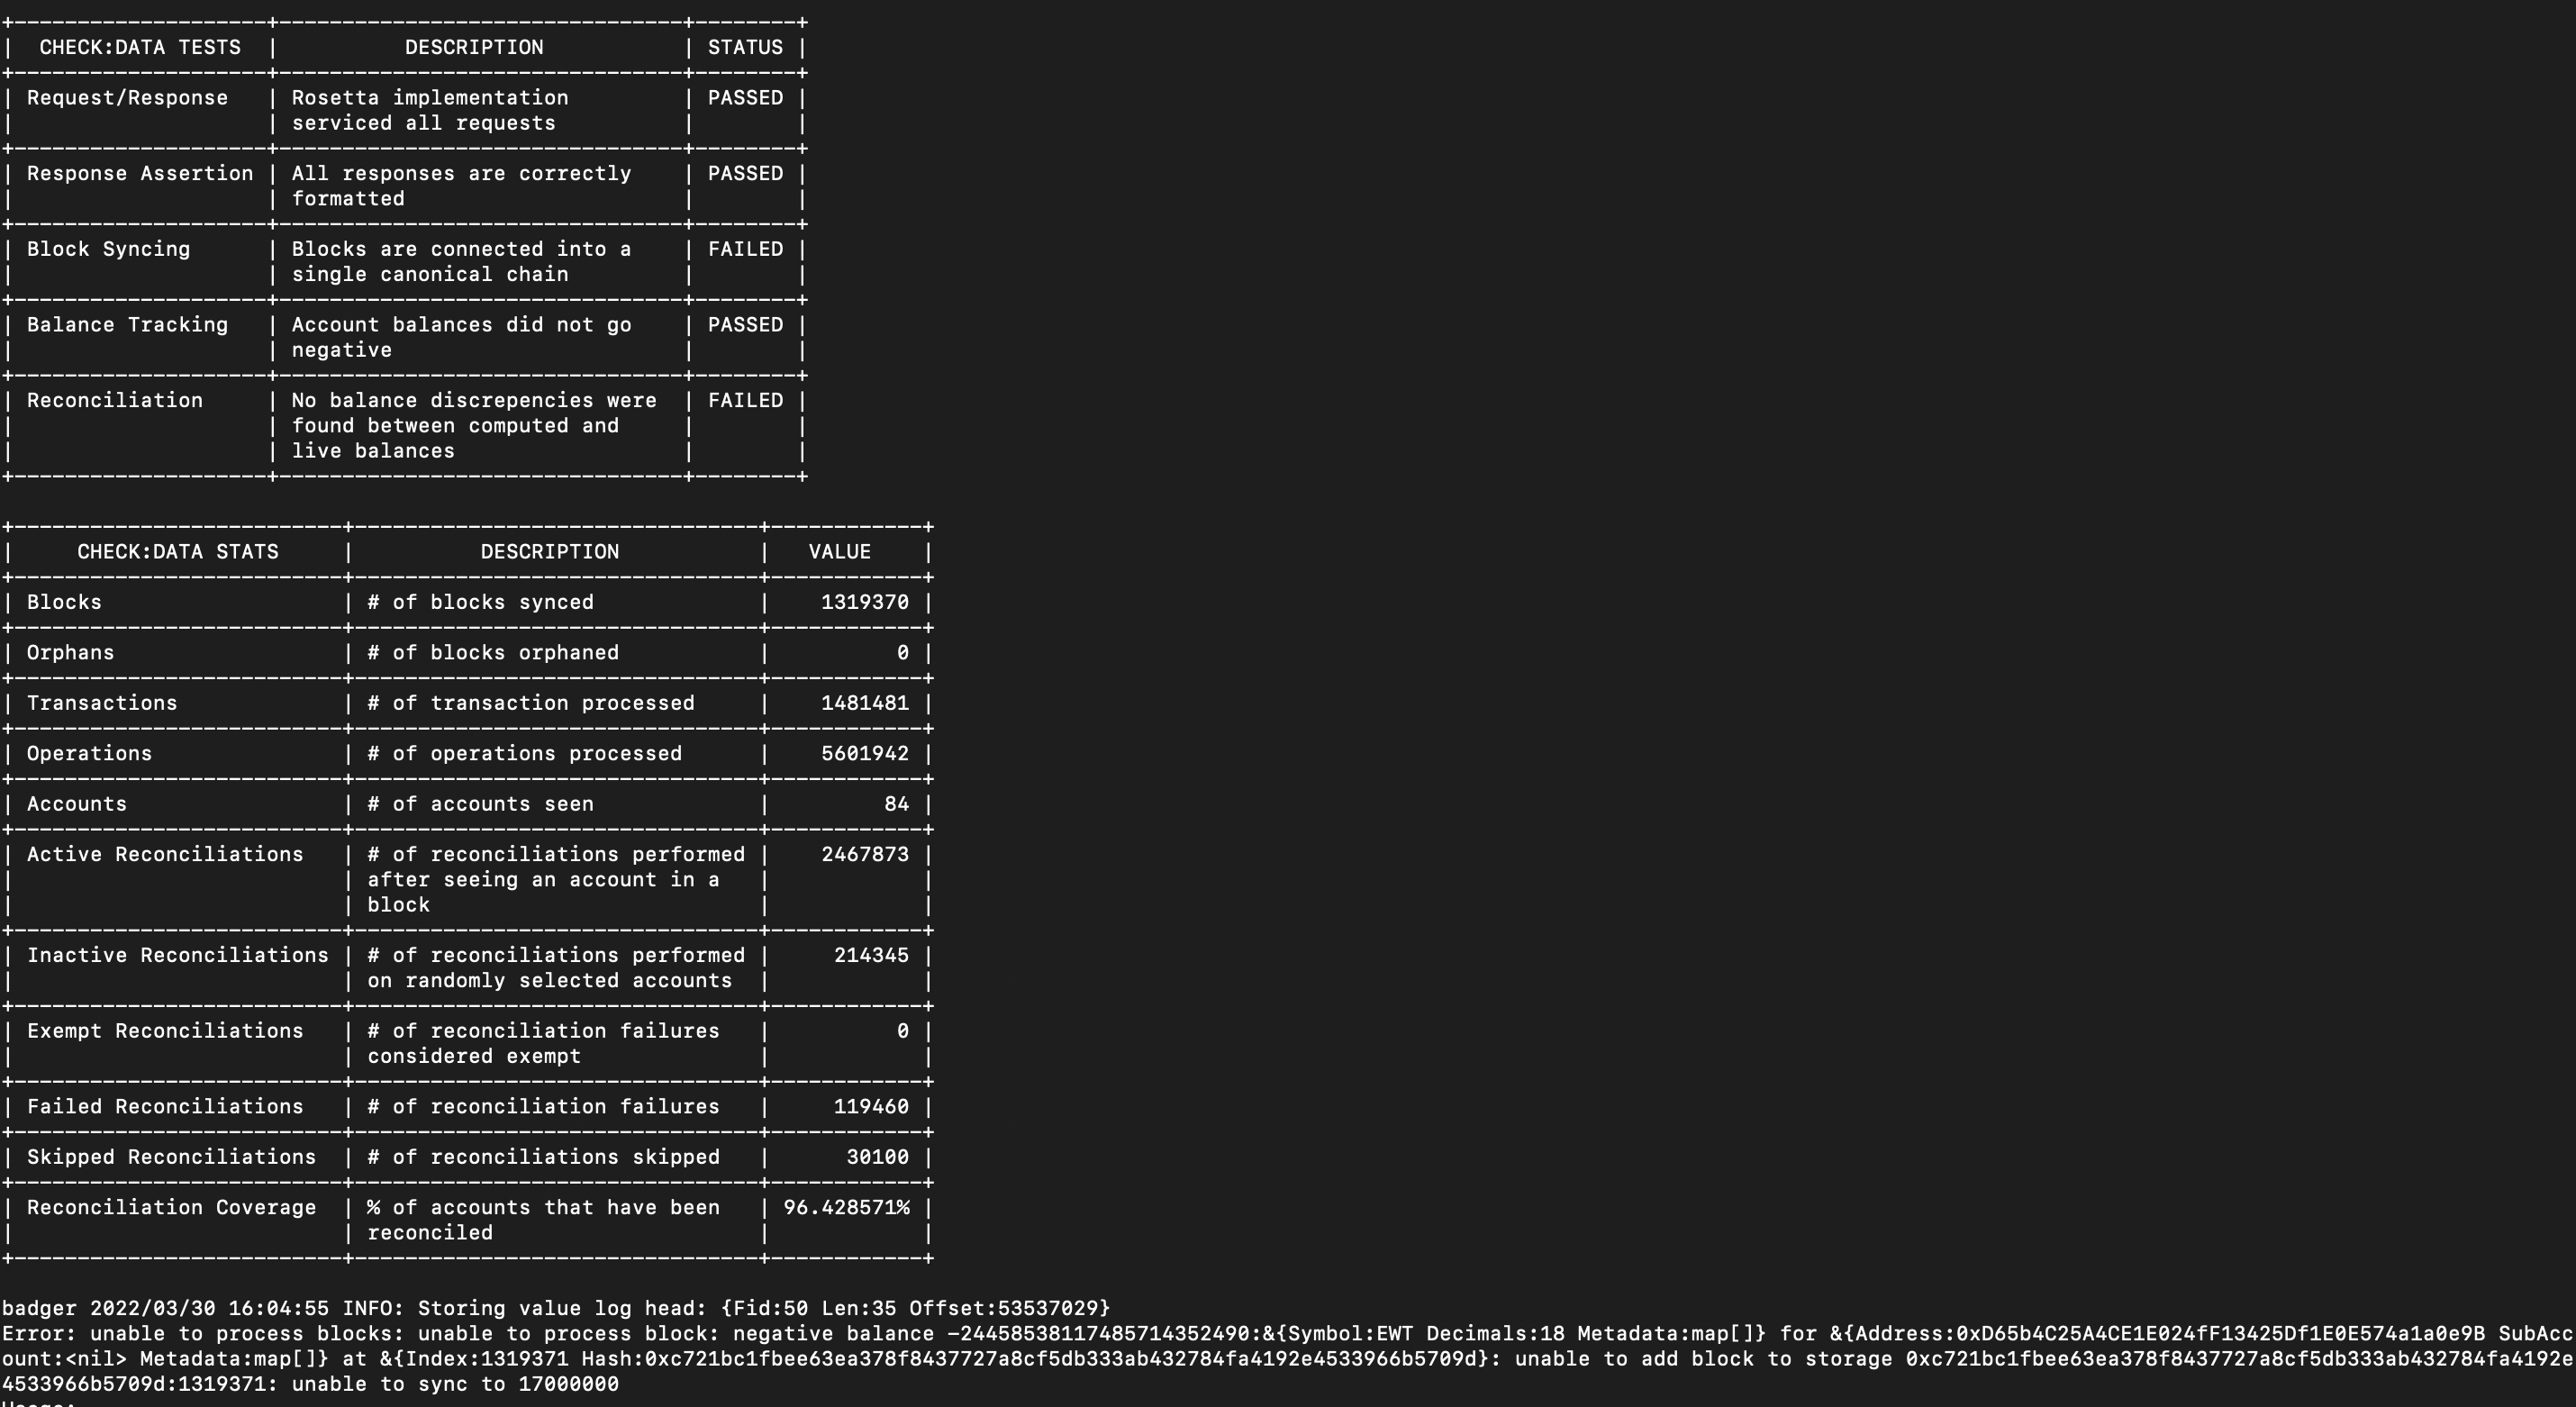 +---------------------+--------------------------------+--------+
|  CHECK:DATA TESTS  |          DESCRIPTION           | STATUS |
+---------------------+--------------------------------+--------+
| Request/Response   | Rosetta implementation         | PASSED |
|                    | serviced all requests          |        |
+---------------------+--------------------------------+--------+
| Response Assertion | All responses are correctly    | PASSED |
|                    | formatted                      |        |
+---------------------+--------------------------------+--------+
| Block Syncing      | Blocks are connected into a    | FAILED |
|                    | single canonical chain         |        |
+---------------------+--------------------------------+--------+
| Balance Tracking   | Account balances did not go    | PASSED |
|                    | negative                       |        |
+---------------------+--------------------------------+--------+
| Reconciliation     | No balance discrepencies were  | FAILED |
|                    | found between computed and     |        |
|                    | live balances                  |        |
+---------------------+--------------------------------+--------+
+--------------------------+--------------------------------+------------+
|     CHECK:DATA STATS     |          DESCRIPTION           |   VALUE    |
+--------------------------+--------------------------------+------------+
| Blocks                   | # of blocks synced             |    1319370 |
+--------------------------+--------------------------------+------------+
| Orphans                  | # of blocks orphaned           |          0 |
+--------------------------+--------------------------------+------------+
| Transactions             | # of transaction processed     |    1481481 |
+--------------------------+--------------------------------+------------+
| Operations               | # of operations processed      |    5601942 |
+--------------------------+--------------------------------+------------+
| Accounts                 | # of accounts seen             |         84 |
+--------------------------+--------------------------------+------------+
| Active Reconciliations   | # of reconciliations performed |    2467873 |
|                          | after seeing an account in a   |            |
|                          | block                          |            |
+--------------------------+--------------------------------+------------+
| Inactive Reconciliations | # of reconciliations performed |     214345 |
|                          | on randomly selected accounts  |            |
+--------------------------+--------------------------------+------------+
| Exempt Reconciliations   | # of reconciliation failures   |          0 |
|                          | considered exempt              |            |
+--------------------------+--------------------------------+------------+
| Failed Reconciliations   | # of reconciliation failures   |     119460 |
+--------------------------+--------------------------------+------------+
| Skipped Reconciliations  | # of reconciliations skipped   |      30100 |
+--------------------------+--------------------------------+------------+
| Reconciliation Coverage  | % of accounts that have been   | 96.428571% |
|                          | reconciled                     |            |
+--------------------------+--------------------------------+------------+
badger 2022/03/30 16:04:55 INFO: Storing value log head: {Fid:50 Len:35 Offset:53537029}
Error: unable to process blocks: unable to process block: negative balance -24458538117485714352490:&{Symbol:EWT Decimals:18 Metadata:map[]} for &{Address:0xD65b4C25A4CE1E024fF13425Df1E0E574a1a0e9B SubAcc
ount:<nil> Metadata:map[]} at &{Index:1319371 Hash:0xc721bc1fbee63ea378f8437727a8cf5db333ab432784fa4192e4533966b5709d}: unable to add block to storage 0xc721bc1fbee63ea378f8437727a8cf5db333ab432784fa4192e
4533966b5709d:1319371: unable to sync to 17000000